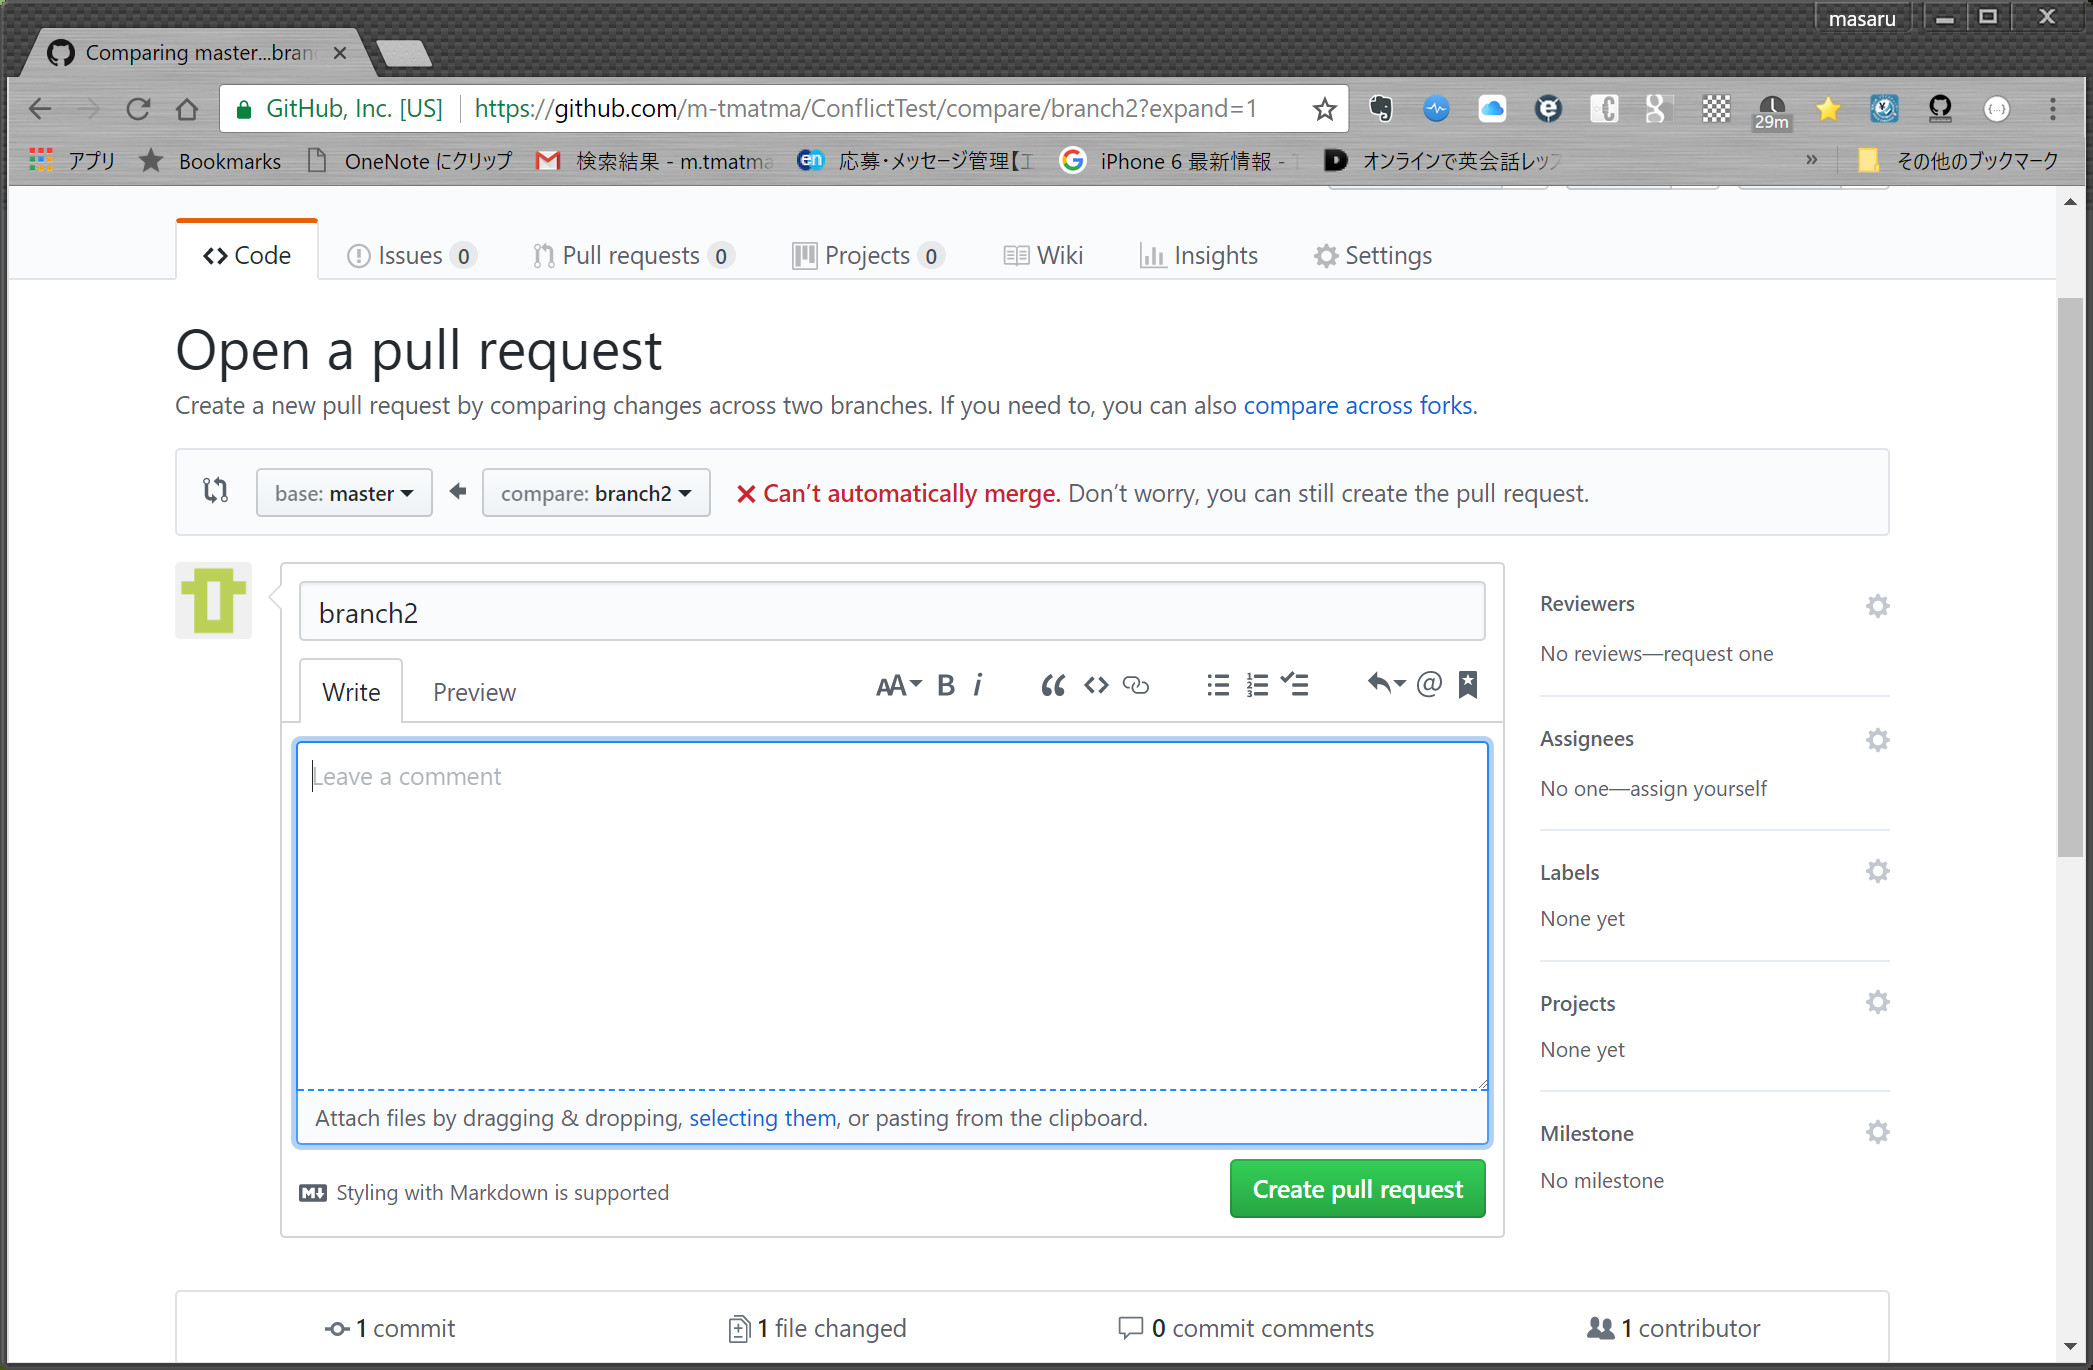 masaru
Comparing master...bran
GitHub, Inc. [US] https://github.com/m-tmatma/ConflictTest/compare/branch2?expand=1
29m
アプリ Bookmarks OneNote にクリップ 検索結果 - m.tmatma 応募・メッセージ管理【エ iPhone 6 最新情報 - T オンラインで英会話レッス » その他のブックマーク
Code Issues 0 Pull requests 0 Projects 0 Wiki Insights Settings
Open a pull request
Create a new pull request by comparing changes across two branches. If you need to, you can also compare across forks.
base: master compare: branch2 Can’t automatically merge. Don’t worry, you can still create the pull request.
branch2
Write Preview AA B i
Leave a comment
Attach files by dragging & dropping, selecting them, or pasting from the clipboard.
Styling with Markdown is supported
Create pull request
Reviewers
No reviews—request one
Assignees
No one—assign yourself
Labels
None yet
Projects
None yet
Milestone
No milestone
1 commit 1 file changed 0 commit comments 1 contributor